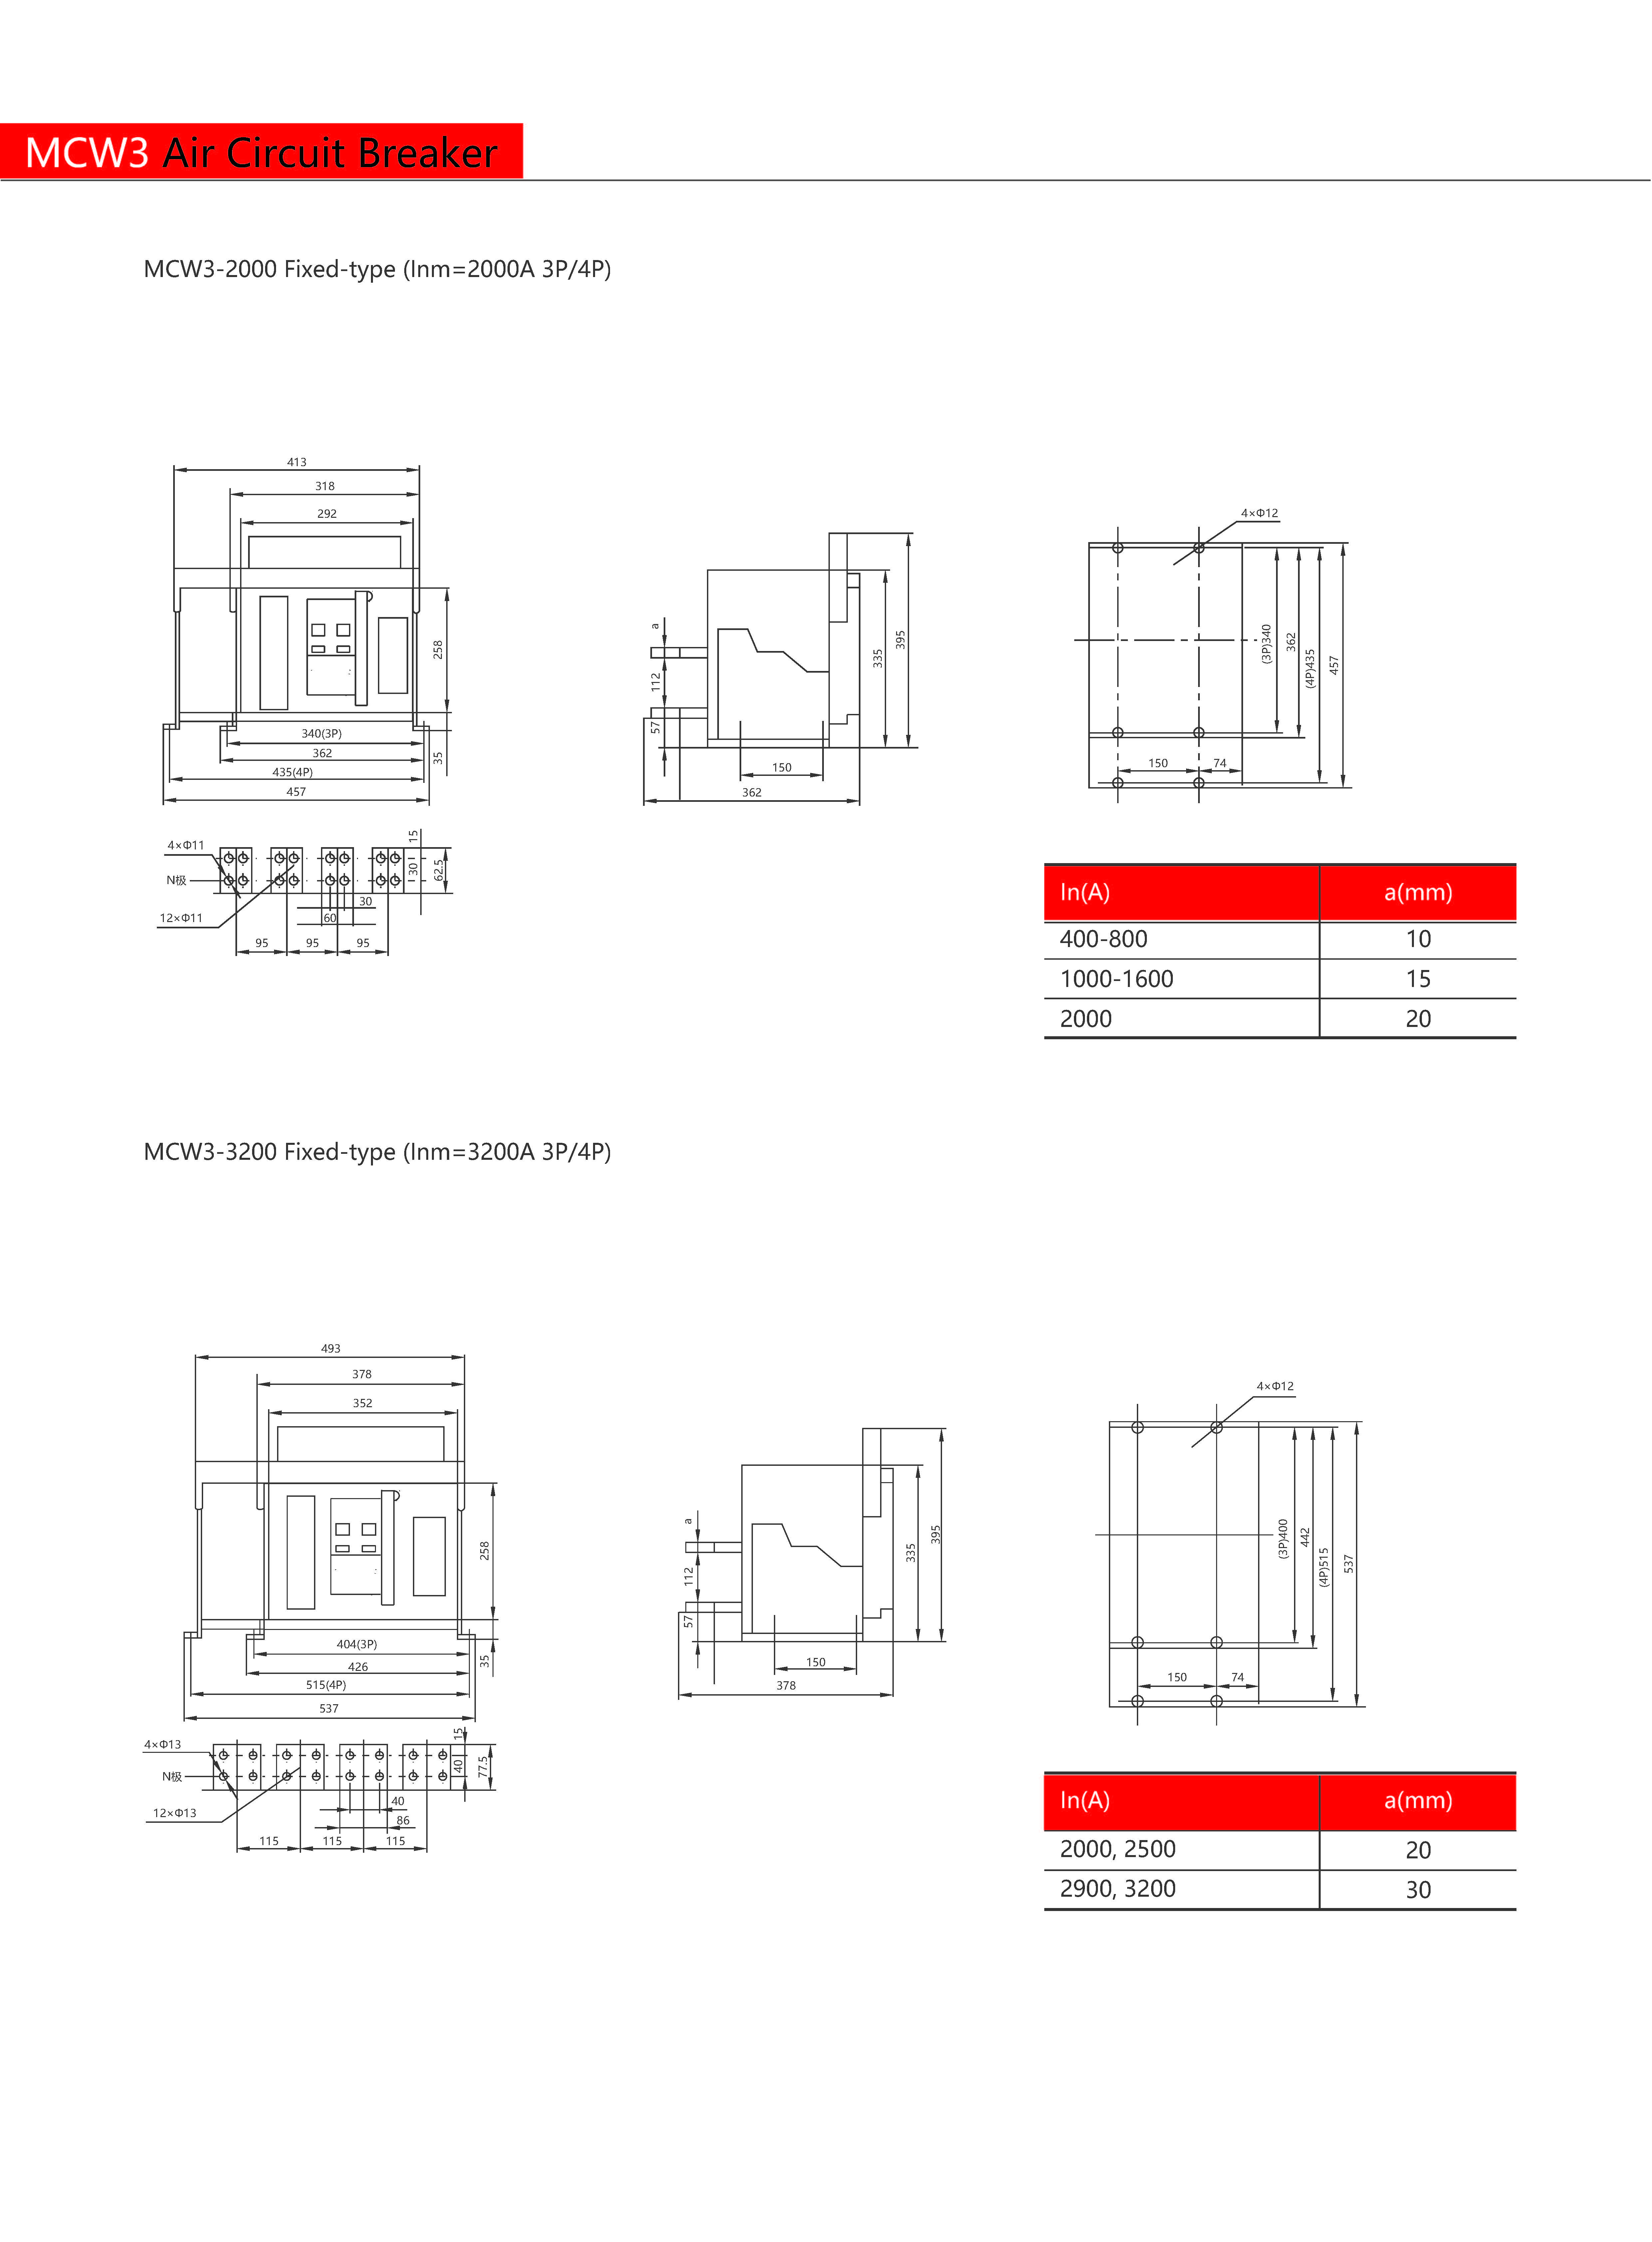 MCW3 Air Circuit Breaker
MCW3-2000 Fixed-type (Inm=2000A 3P/4P)
413
318
292
258
340(3P)
362
35
435(4P)
457
a
112
57
335
395
150
362
4×Φ12
(3P)340
362
(4P)435
457
150
74
4×Φ11
N极
12×Φ11
15
30
62.5
30
60
95
95
95
In(A) a(mm)
400-800 10
1000-1600 15
2000 20
MCW3-3200 Fixed-type (Inm=3200A 3P/4P)
493
378
352
258
404(3P)
426
35
515(4P)
537
a
112
57
335
395
150
378
4×Φ12
(3P)400
442
(4P)515
537
150
74
4×Φ13
N极
12×Φ13
15
40
77.5
40
86
115
115
115
In(A) a(mm)
2000, 2500 20
2900, 3200 30